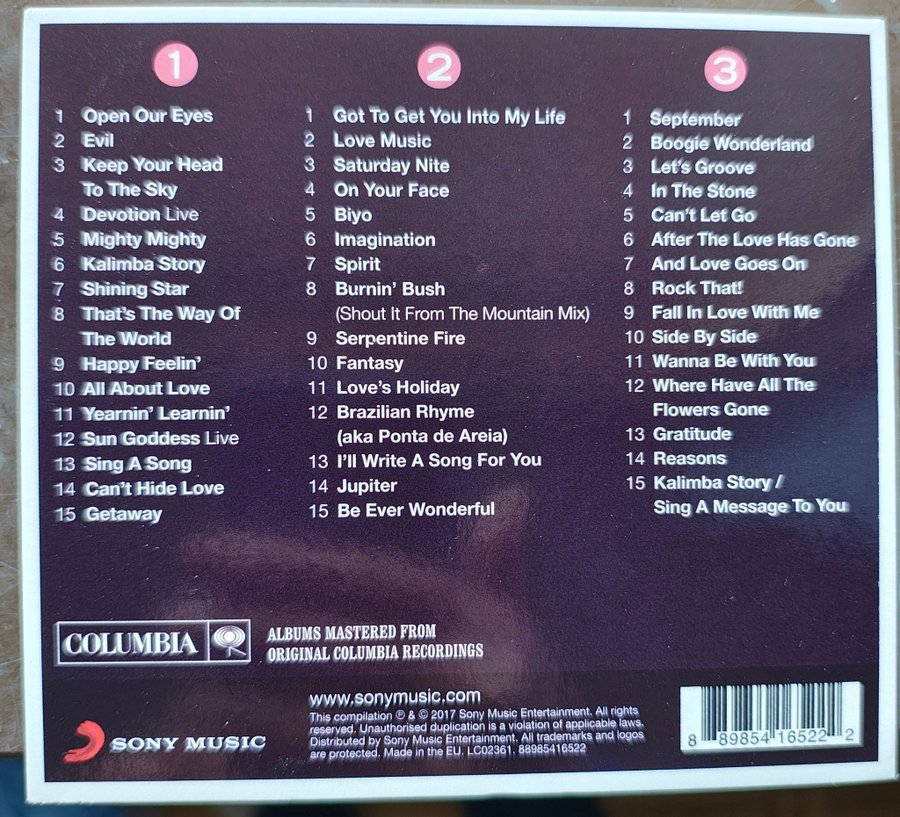 1
1 Open Our Eyes
2 Evil
3 Keep Your Head
To The Sky
4 Devotion Live
5 Mighty Mighty
6 Kalimba Story
7 Shining Star
8 That's The Way Of
The World
9 Happy Feelin'
10 All About Love
11 Yearnin' Learnin'
12 Sun Goddess Live
13 Sing A Song
14 Can't Hide Love
15 Getaway
2
1 Got To Get You Into My Life
2 Love Music
3 Saturday Nite
4 On Your Face
5 Biyo
6 Imagination
7 Spirit
8 Burnin' Bush
(Shout It From The Mountain Mix)
9 Serpentine Fire
10 Fantasy
11 Love's Holiday
12 Brazilian Rhyme
(aka Ponta de Areia)
13 I'll Write A Song For You
14 Jupiter
15 Be Ever Wonderful
3
1 September
2 Boogie Wonderland
3 Let's Groove
4 In The Stone
5 Can't Let Go
6 After The Love Has Gone
7 And Love Goes On
8 Rock That!
9 Fall In Love With Me
10 Side By Side
11 Wanna Be With You
12 Where Have All The
Flowers Gone
13 Gratitude
14 Reasons
15 Kalimba Story /
Sing A Message To You
COLUMBIA
ALBUMS MASTERED FROM
ORIGINAL COLUMBIA RECORDINGS
SONY MUSIC
www.sonymusic.com
This compilation ℗ & © 2017 Sony Music Entertainment. All rights
reserved. Unauthorised duplication is a violation of applicable laws.
Distributed by Sony Music Entertainment. All trademarks and logos
are protected. Made in the EU. LC02361. 88985416522
8 89854 16522 2